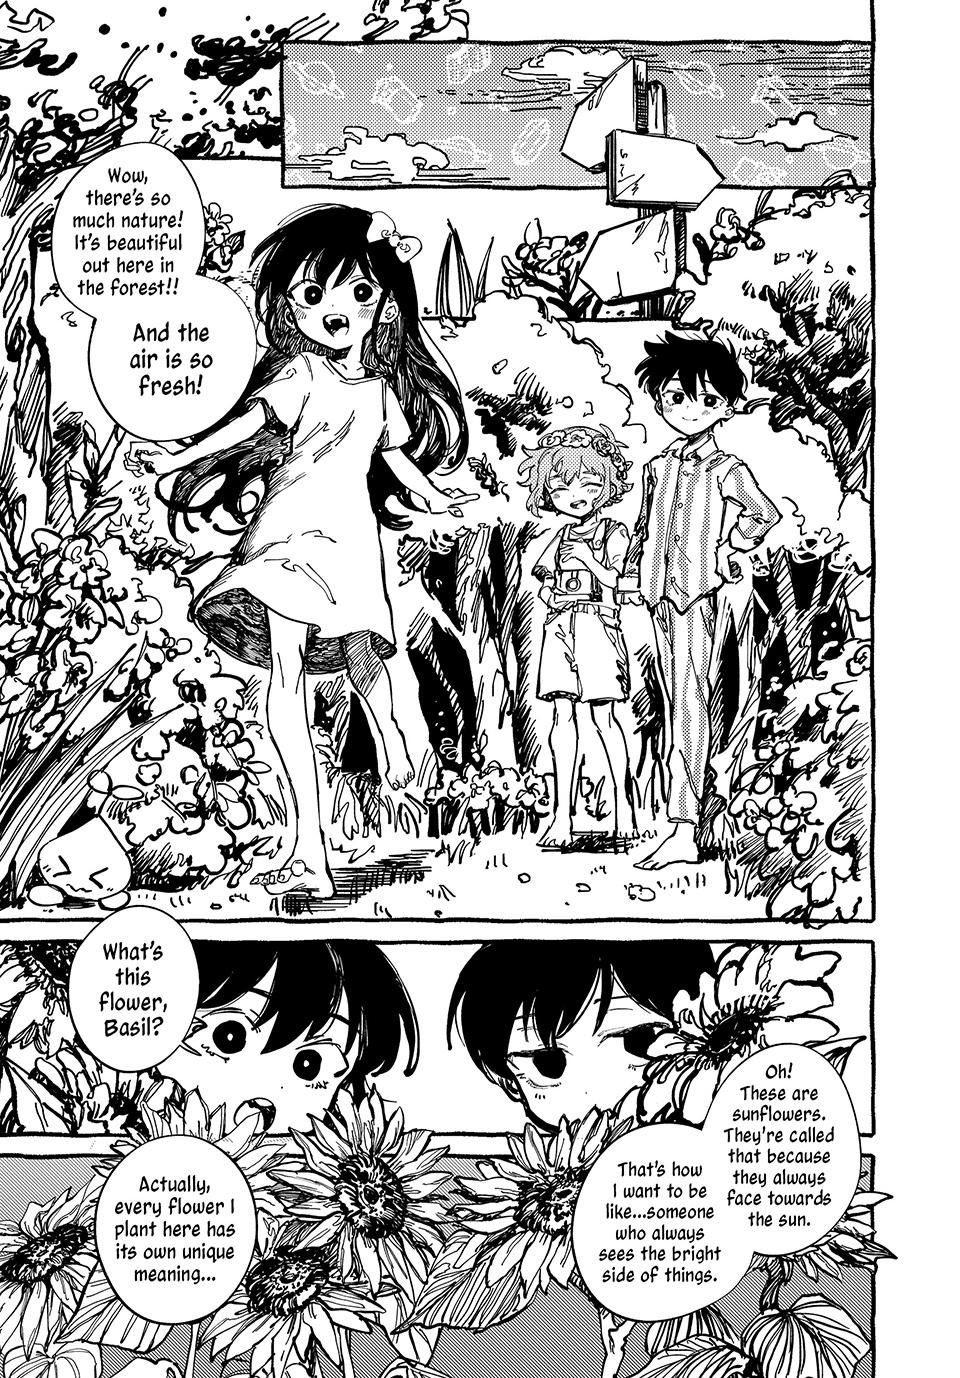 Wow,
there's so
much nature!
It's beautiful
out here in
the forest!!
And the
air is so
fresh!
What's
this
flower,
Basil?
Oh!
These are
sunflowers.
They're called
that because
they always
face towards
the sun.
That's how
I want to be
like...someone
who always
sees the bright
side of things.
Actually,
every flower I
plant here has
its own unique
meaning...